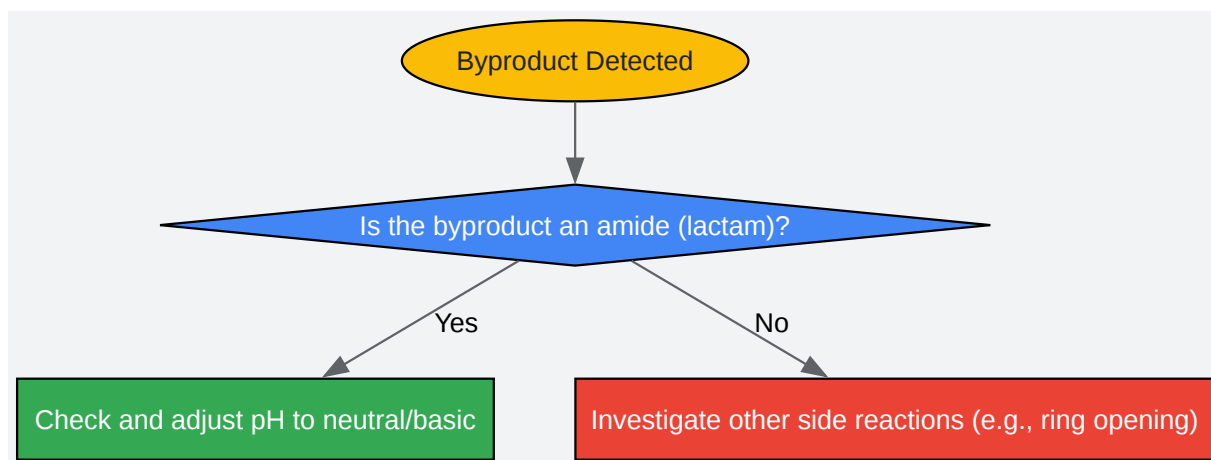 Byproduct Detected
Is the byproduct an amide (lactam)?
Yes
No
Check and adjust pH to neutral/basic
Investigate other side reactions (e.g., ring opening)